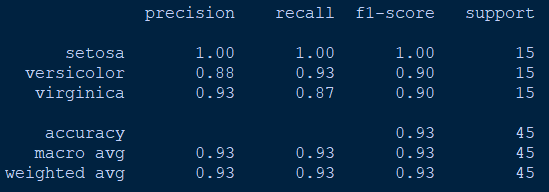 precision recall f1-score support
setosa 1.00 1.00 1.00 15
versicolor 0.88 0.93 0.90 15
virginica 0.93 0.87 0.90 15
accuracy 0.93 45
macro avg 0.93 0.93 0.93 45
weighted avg 0.93 0.93 0.93 45